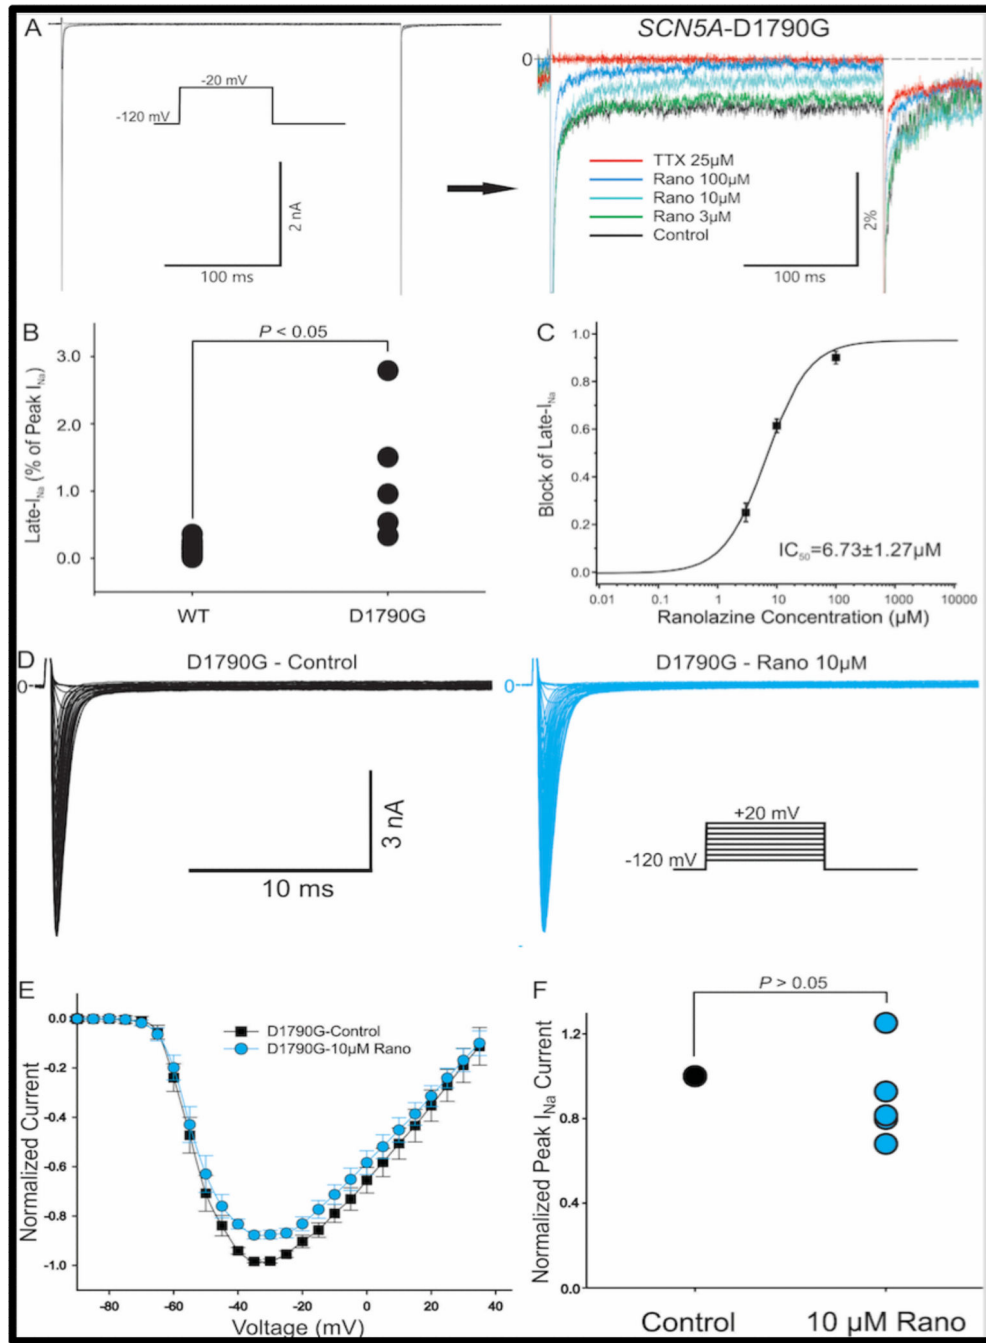 A
SCN5A-D1790G
-20 mV
-120 mV
2 nA
100 ms
0
TTX 25µM
Rano 100µM
Rano 10µM
Rano 3µM
Control
2%
100 ms
B
P < 0.05
Late-I_Na (% of Peak I_Na)
3.0
2.0
1.0
0.0
WT
D1790G
C
Block of Late-I_Na
1.0
0.8
0.6
0.4
0.2
0.0
IC50=6.73±1.27µM
0.01 0.1 1 10 100 1000 10000
Ranolazine Concentration (µM)
D
D1790G - Control
0
3 nA
10 ms
D1790G - Rano 10µM
0
+20 mV
-120 mV
E
Normalized Current
0.0
-0.2
-0.4
-0.6
-0.8
-1.0
D1790G-Control
D1790G-10µM Rano
-80 -60 -40 -20 0 20 40
Voltage (mV)
F
P > 0.05
Normalized Peak I_Na Current
1.2
0.8
0.4
0.0
Control
10 µM Rano